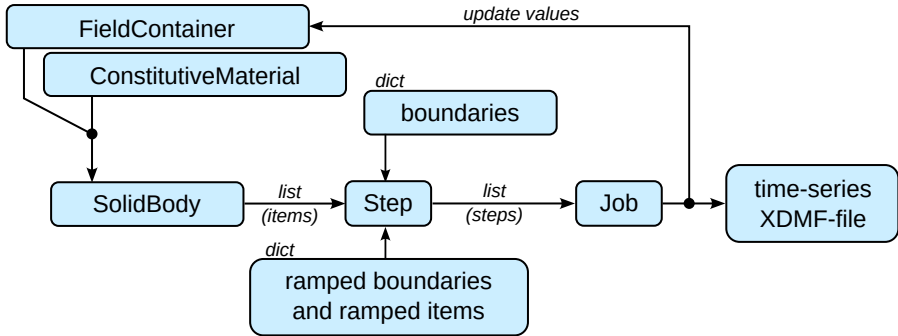 update values
FieldContainer
ConstitutiveMaterial
dict
boundaries
SolidBody
list
(items)
Step
list
(steps)
Job
time-series
XDMF-file
dict
ramped boundaries
and ramped items